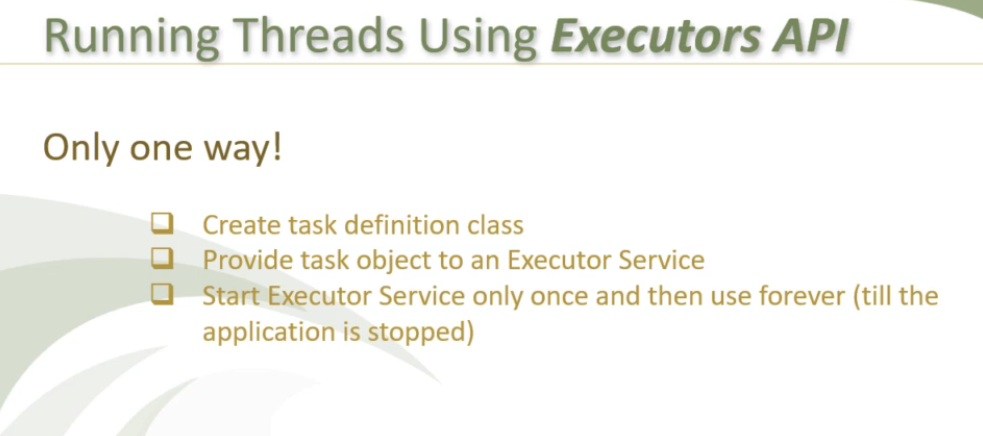 Running Threads Using Executors API
Only one way!
❑ Create task definition class
❑ Provide task object to an Executor Service
❑ Start Executor Service only once and then use forever (till the
application is stopped)